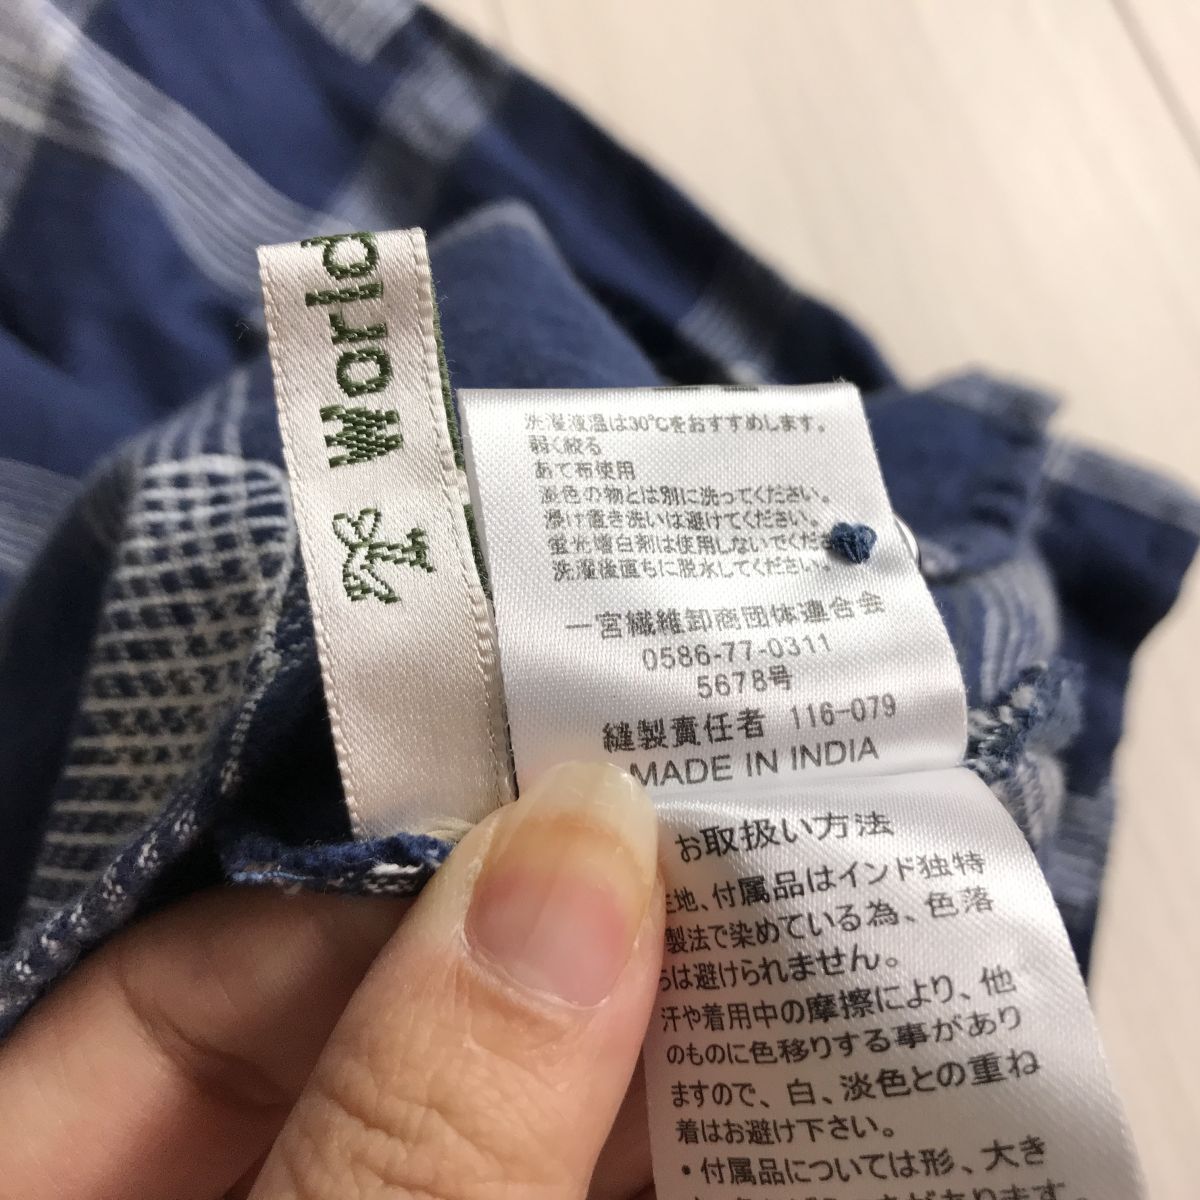 World
洗濯液温は30℃をおすすめします。
弱く絞る
あて布使用
淡色の物とは別に洗ってください。
浸け置き洗いは避けてください。
蛍光増白剤は使用しないでくださ
洗濯後直ちに脱水してください。
一宮繊維卸商団体連合会
0586-77-0311
5678号
縫製責任者 116-079
MADE IN INDIA
お取扱い方法
地、付属品はインド独特
製法で染めている為、色落
は避けられません。
汗や着用中の摩擦により、他
のものに色移りする事があり
ますので、白、淡色との重ね
着はお避け下さい。
・付属品については形、大き